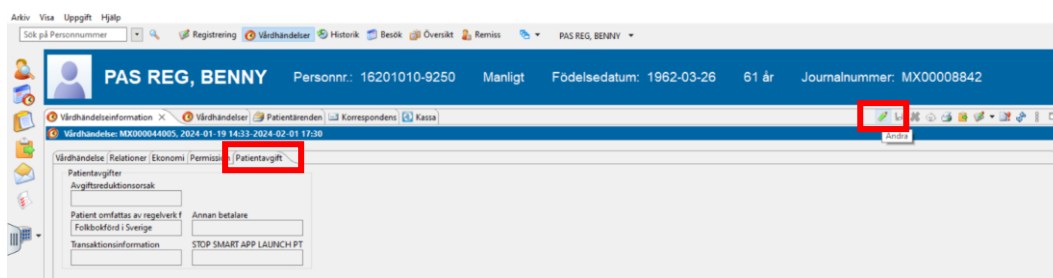 Arkiv Visa Uppgift Hjälp
Sök på Personnummer Registrering Vårdhändelser Historik Besök Översikt Remiss PAS REG, BENNY
PAS REG, BENNY Personnr.: 16201010-9250 Manligt Födelsedatum: 1962-03-26 61 år Journalnummer: MX00008842
Vårdhändelseinformation Vårdhändelser Patientärenden Korrespondens Kassa
Ändra
Vårdhändelse: MX000044005, 2024-01-19 14:33-2024-02-01 17:30
Vårdhändelse Relationer Ekonomi Permission Patientavgift
Patientavgifter
Avgiftsreduktionsorsak
Patient omfattas av regelverk f Annan betalare
Folkbokförd i Sverige
Transaktionsinformation STOP SMART APP LAUNCH PT